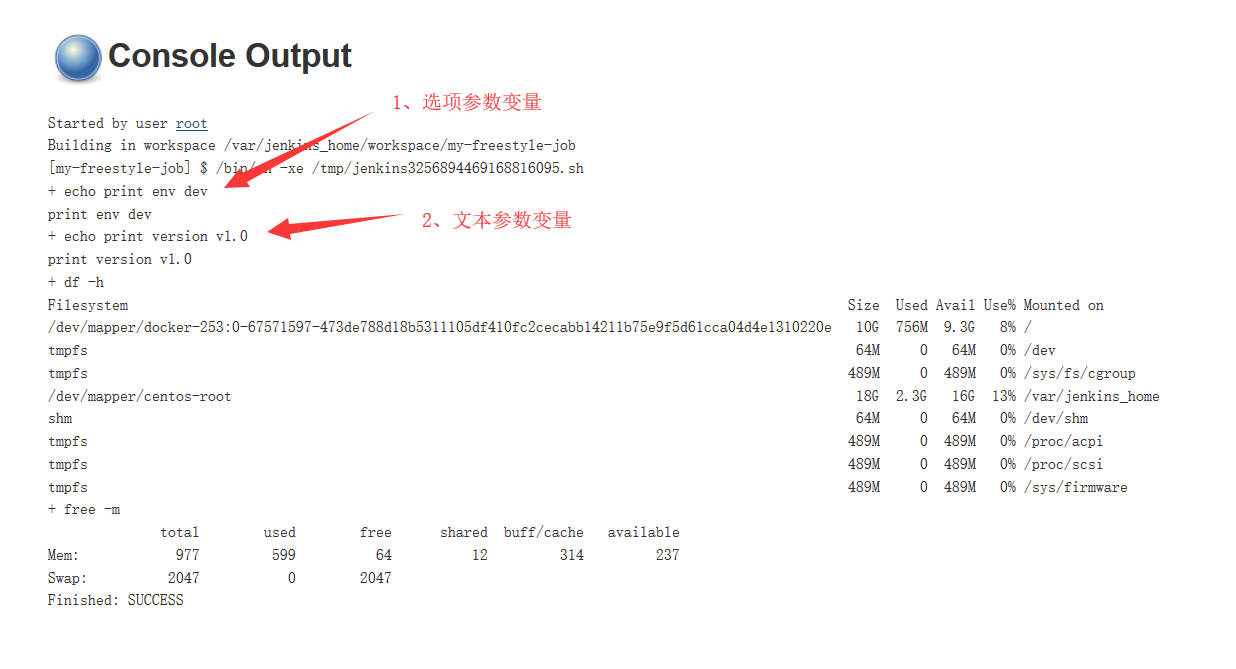 Console Output
1、选项参数变量
Started by user root
Building in workspace /var/jenkins_home/workspace/my-freestyle-job
[my-freestyle-job] $ /bin/sh -xe /tmp/jenkins3256894469168816095.sh
+ echo print env dev
print env dev
2、文本参数变量
+ echo print version v1.0
print version v1.0
+ df -h
Filesystem Size Used Avail Use% Mounted on
/dev/mapper/docker-253:0-67571597-473de788d18b5311105df410fc2cecabb14211b75e9f5d61cca04d4e1310220e 10G 756M 9.3G 8% /
tmpfs 64M 0 64M 0% /dev
tmpfs 489M 0 489M 0% /sys/fs/cgroup
/dev/mapper/centos-root 18G 2.3G 16G 13% /var/jenkins_home
shm 64M 0 64M 0% /dev/shm
tmpfs 489M 0 489M 0% /proc/acpi
tmpfs 489M 0 489M 0% /proc/scsi
tmpfs 489M 0 489M 0% /sys/firmware
+ free -m
total used free shared buff/cache available
Mem: 977 599 64 12 314 237
Swap: 2047 0 2047
Finished: SUCCESS